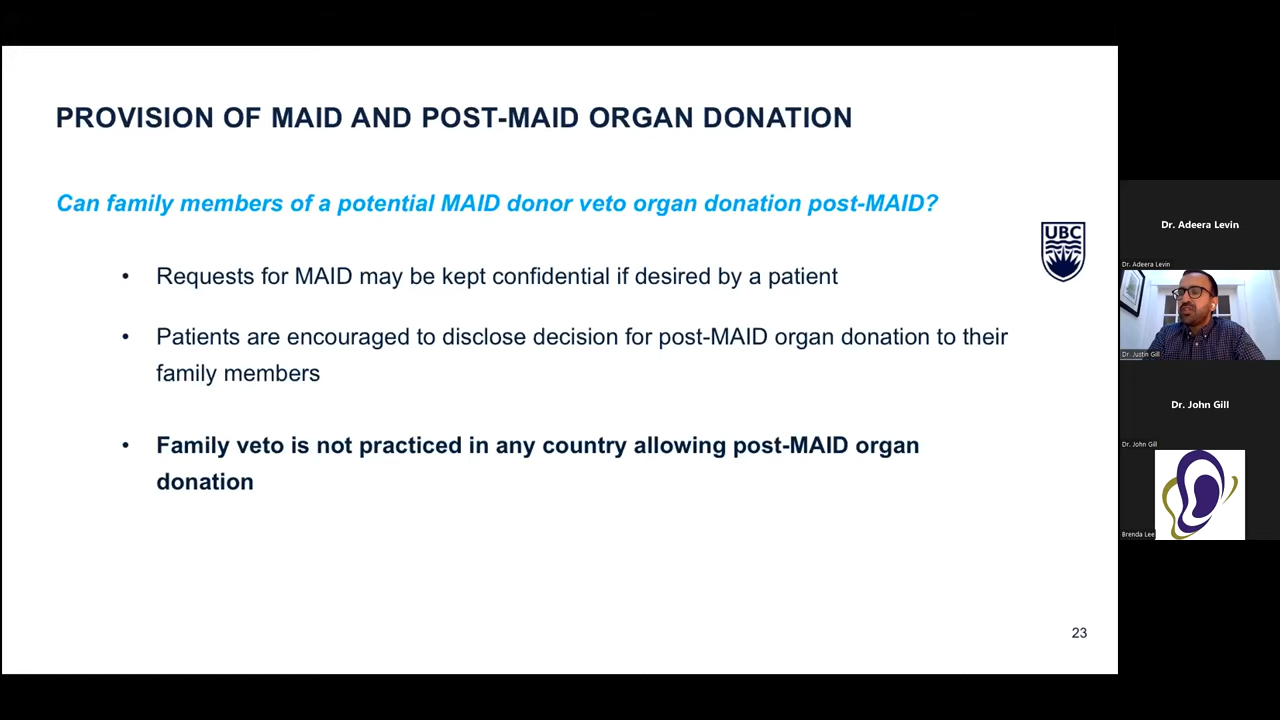 PROVISION OF MAID AND POST-MAID ORGAN DONATION
Can family members of a potential MAID donor veto organ donation post-MAID?
UBC
• Requests for MAID may be kept confidential if desired by a patient
• Patients are encouraged to disclose decision for post-MAID organ donation to their
family members
• Family veto is not practiced in any country allowing post-MAID organ
donation
23
Dr. Adeera Levin
Dr. Adeera Levin
Dr. Justin Gill
Dr. John Gill
Dr. John Gill
Brenda Lee